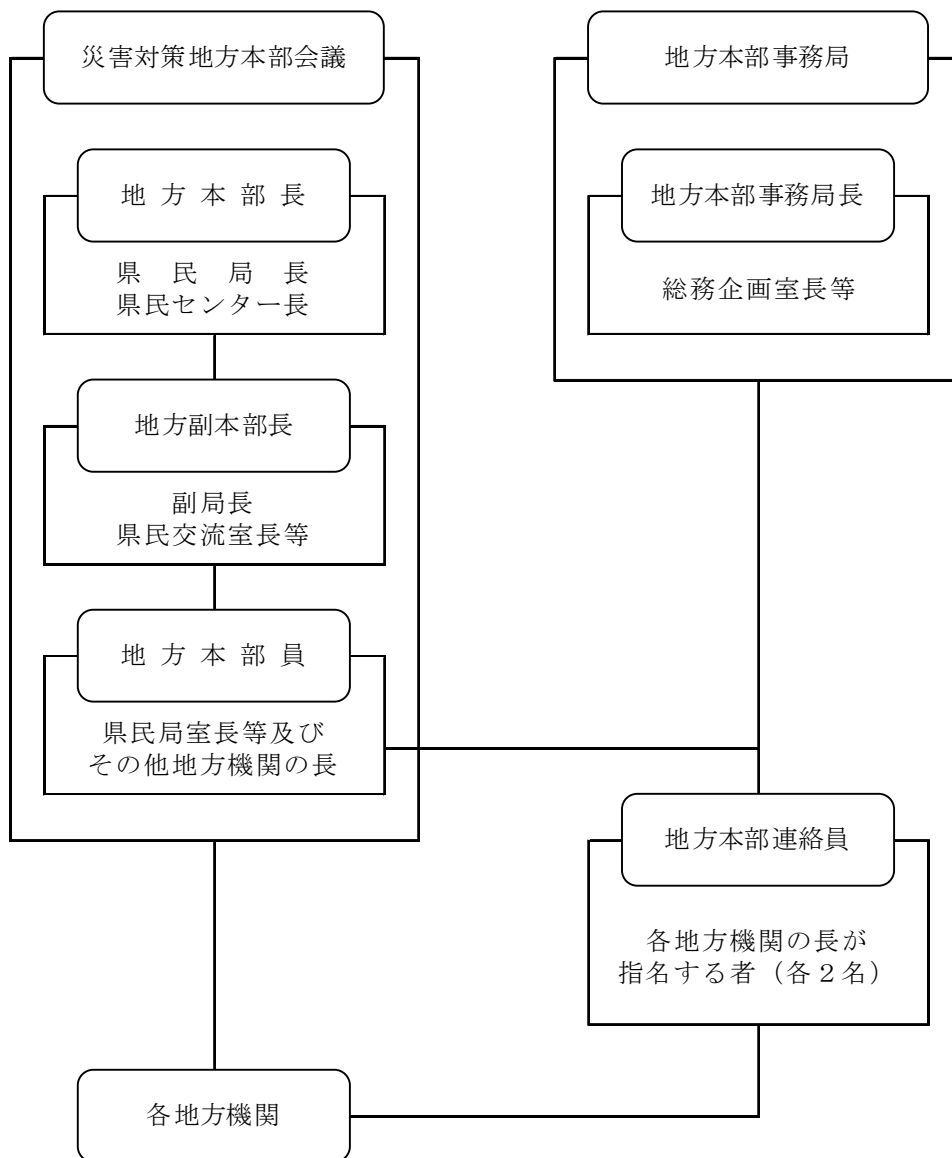 災害対策地方本部会議
地方本部長
県民局長
県民センター長
地方副本部長
副局長
県民交流室長等
地方本部員
県民局室長等及び
その他地方機関の長
地方本部事務局
地方本部事務局長
総務企画室長等
地方本部連絡員
各地方機関の長が
指名する者（各２名）
各地方機関